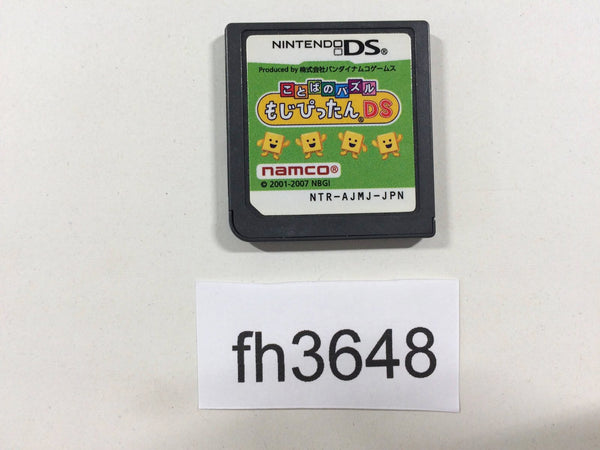 NINTENDO DS®
Produced by 株式会社バンダイナムコゲームス
ことばのパズル
もじぴったん® DS
namco®
© 2001-2007 NBGI
NTR-AJMJ-JPN
fh3648